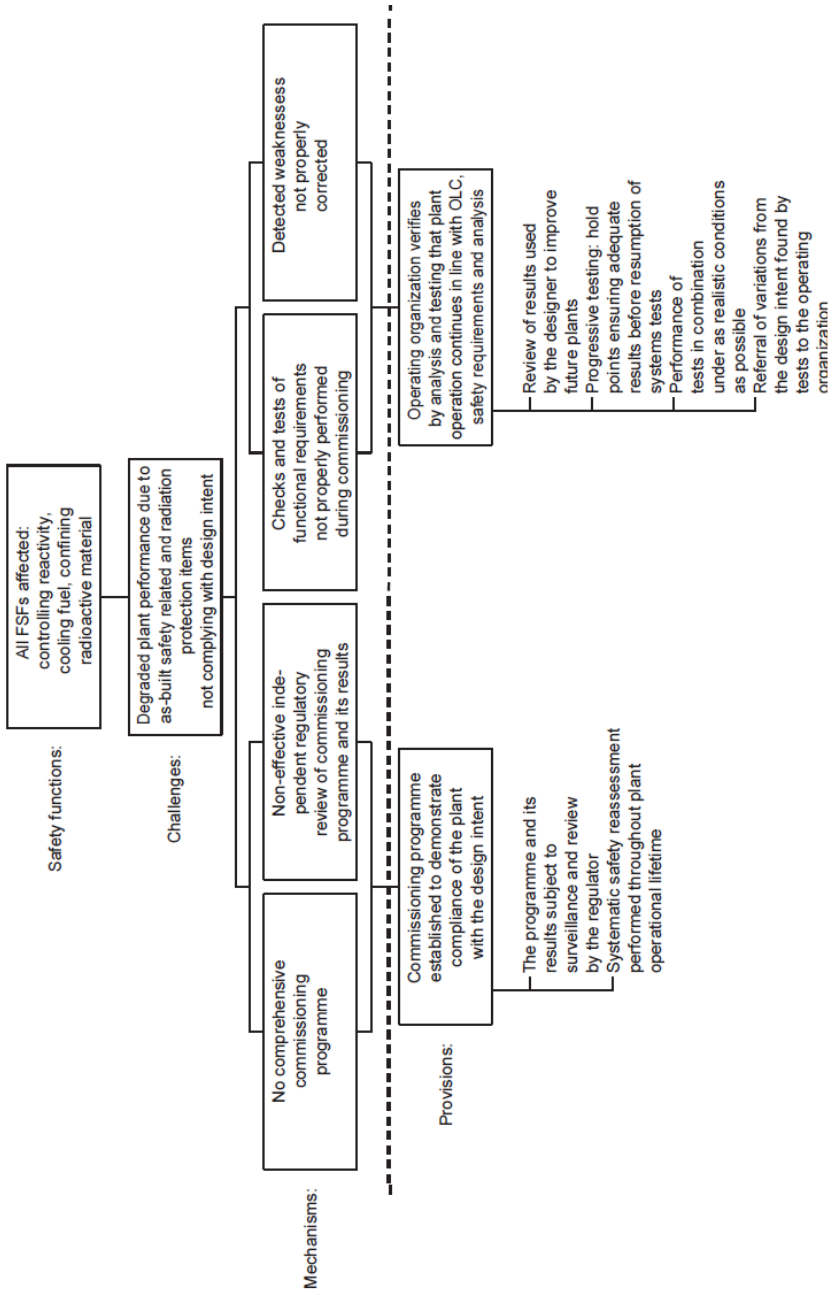 Safety functions:
All FSFs affected:
controlling reactivity,
cooling fuel, confining
radioactive material
Challenges:
Degraded plant performance due to
as-built safety related and radiation
protection items
not complying with design intent
Mechanisms:
No comprehensive
commissioning
programme
Non-effective inde-
pendent regulatory
review of commissioning
programme and its results
Checks and tests of
functional requirements
not properly performed
during commissioning
Detected weaknessess
not properly
corrected
Provisions:
Commissioning programme
established to demonstrate
compliance of the plant
with the design intent
The programme and its
results subject to
surveillance and review
by the regulator
Systematic safety reassessment
performed throughout plant
operational lifetime
Operating organization verifies
by analysis and testing that plant
operation continues in line with OLC,
safety requirements and analysis
Review of results used
by the designer to improve
future plants
Progressive testing: hold
points ensuring adequate
results before resumption of
systems tests
Performance of
tests in combination
under as realistic conditions
as possible
Referral of variations from
the design intent found by
tests to the operating
organization